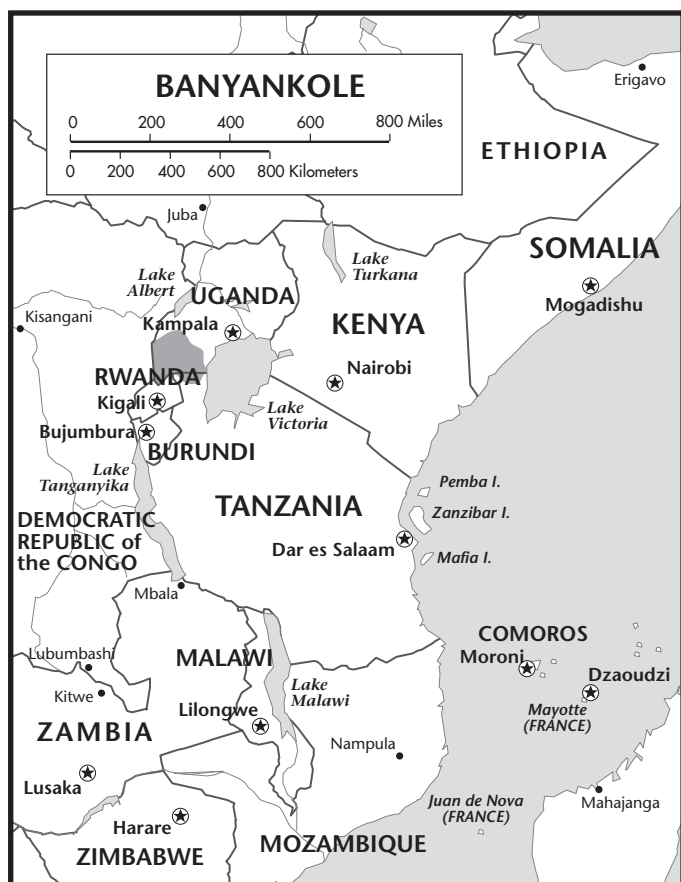 BANYANKOLE
0 200 400 600 800 Miles
0 200 400 600 800 Kilometers
Erigavo
ETHIOPIA
Juba
SOMALIA
Lake
Turkana
Lake
Albert
UGANDA
Mogadishu
Kisangani
Kampala
KENYA
Nairobi
RWANDA
Kigali
Lake
Victoria
Bujumbura
BURUNDI
Lake
Tanganyika
Pemba I.
TANZANIA
Zanzibar I.
DEMOCRATIC
REPUBLIC of
the CONGO
Dar es Salaam
Mafia I.
Mbala
COMOROS
Moroni
Lubumbashi
MALAWI
Dzaoudzi
Kitwe
Lake
Malawi
Lilongwe
Mayotte
(FRANCE)
ZAMBIA
Nampula
Lusaka
Juan de Nova
(FRANCE)
Mahajanga
Harare
MOZAMBIQUE
ZIMBABWE